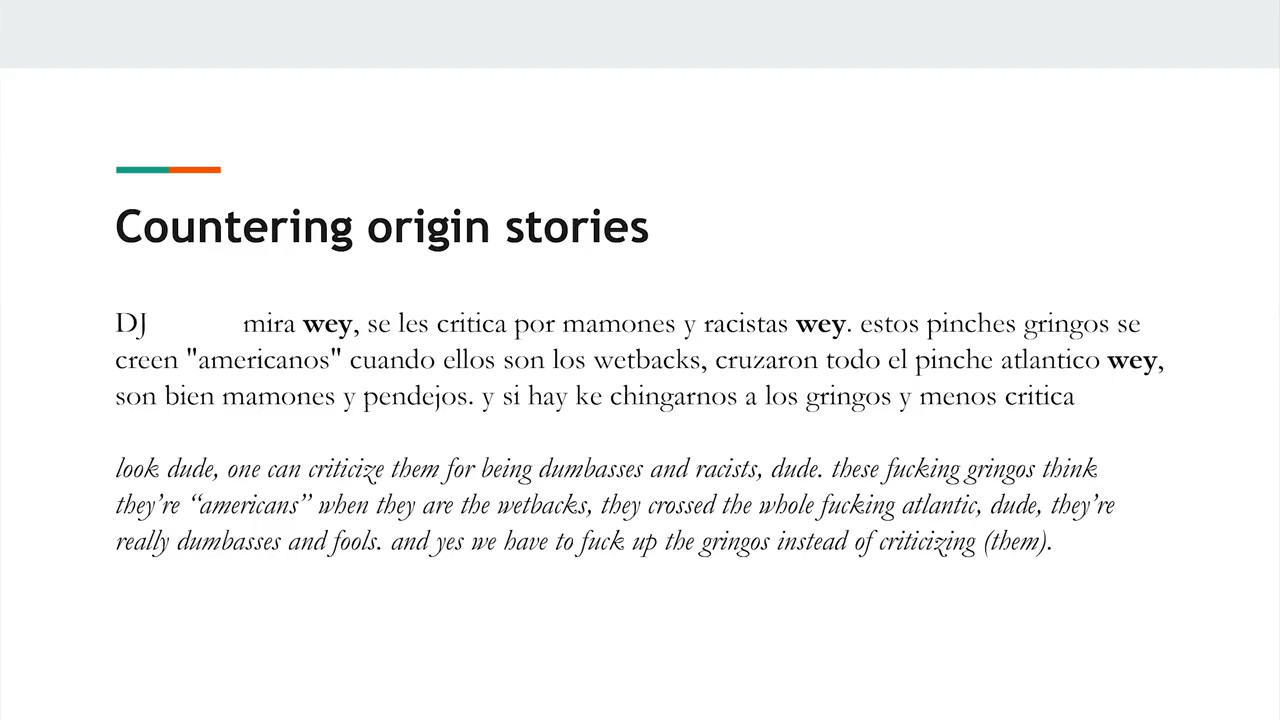 Countering origin stories
DJ mira wey, se les critica por mamones y racistas wey. estos pinches gringos se
creen "americanos" cuando ellos son los wetbacks, cruzaron todo el pinche atlantico wey,
son bien mamones y pendejos. y si hay ke chingarnos a los gringos y menos critica
look dude, one can criticize them for being dumbasses and racists, dude. these fucking gringos think
they’re “americans” when they are the wetbacks, they crossed the whole fucking atlantic, dude, they’re
really dumbasses and fools. and yes we have to fuck up the gringos instead of criticizing (them).